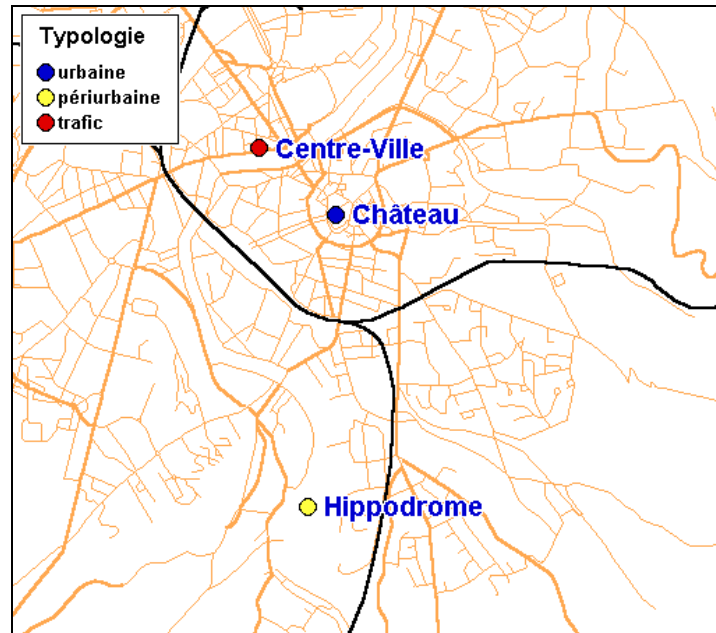 Typologie
urbaine
périurbaine
trafic
Centre-Ville
Château
Hippodrome